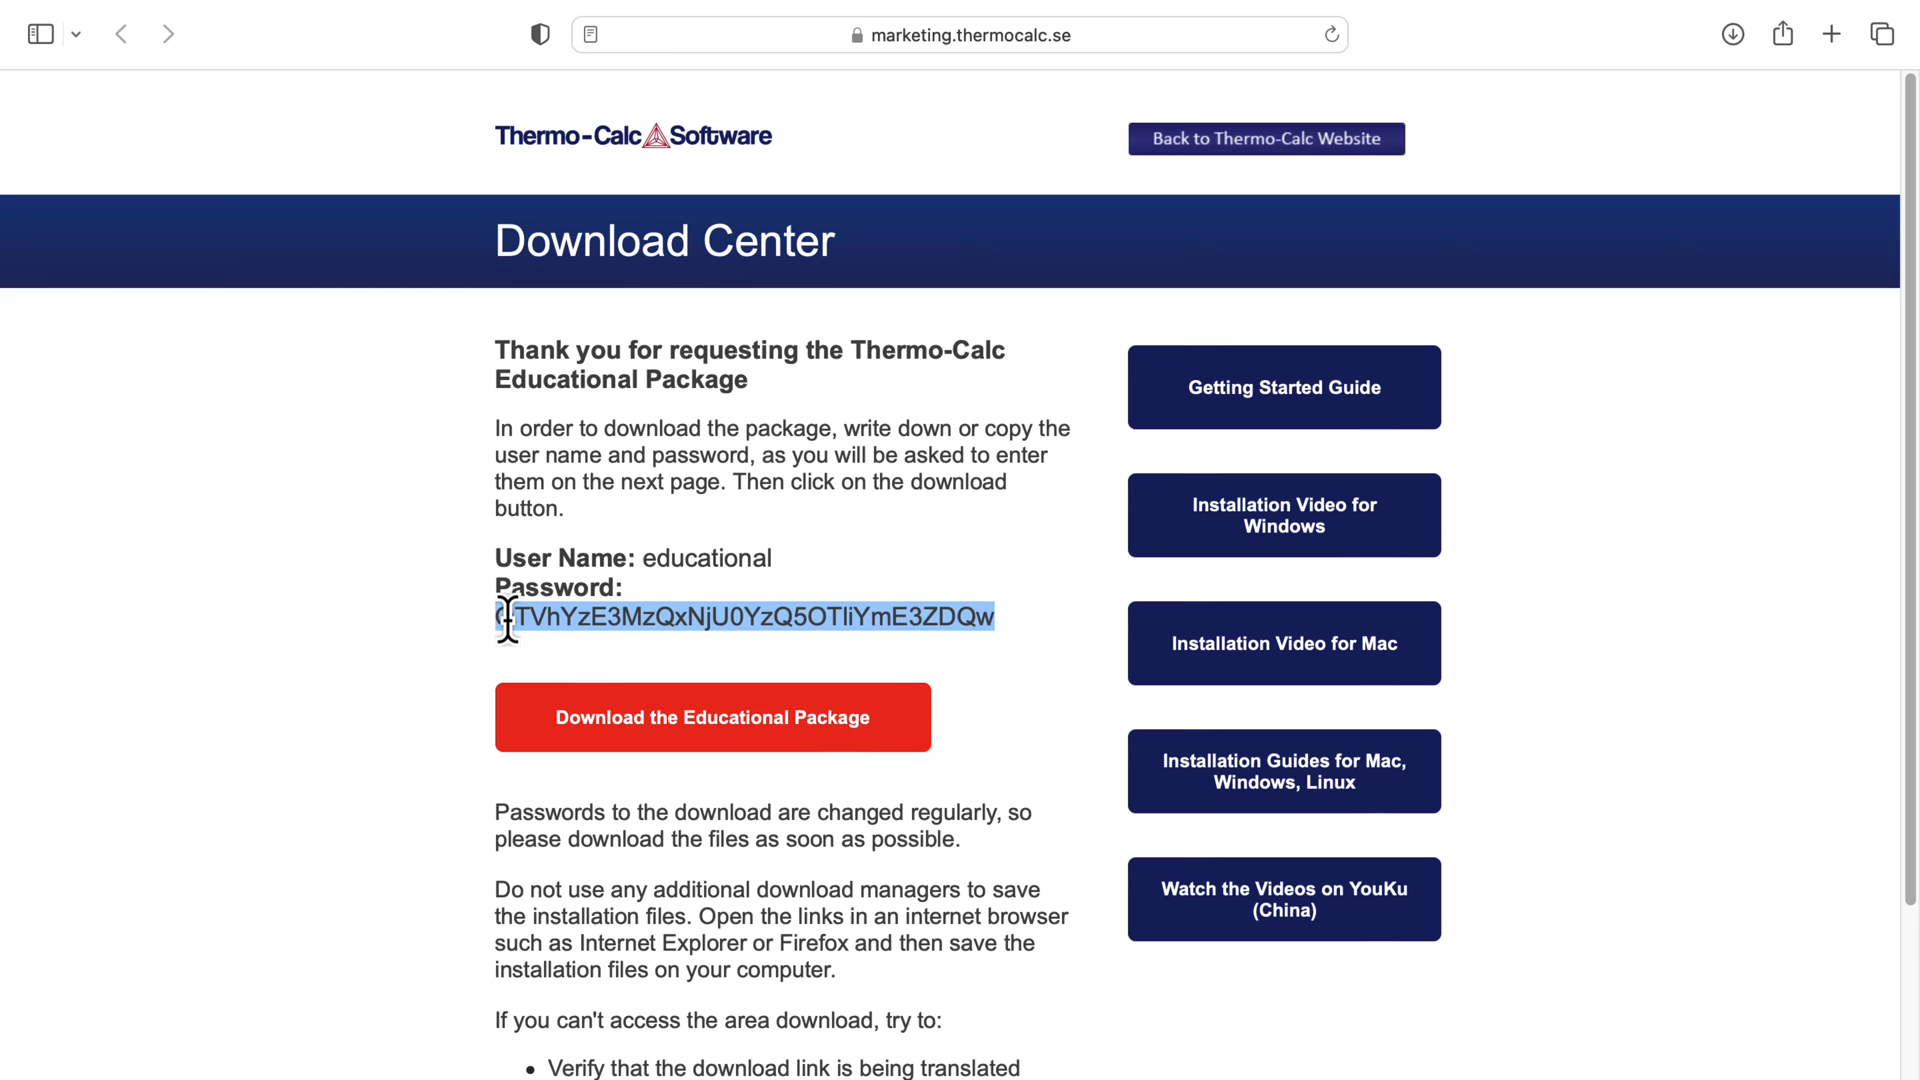 marketing.thermocalc.se
Thermo-Calc Software
Back to Thermo-Calc Website
Download Center
Thank you for requesting the Thermo-Calc
Educational Package
In order to download the package, write down or copy the
user name and password, as you will be asked to enter
them on the next page. Then click on the download
button.
User Name: educational
Password:
Download the Educational Package
Passwords to the download are changed regularly, so
please download the files as soon as possible.
Do not use any additional download managers to save
the installation files. Open the links in an internet browser
such as Internet Explorer or Firefox and then save the
installation files on your computer.
If you can't access the area download, try to:
• Verify that the download link is being translated
Getting Started Guide
Installation Video for
Windows
Installation Video for Mac
Installation Guides for Mac,
Windows, Linux
Watch the Videos on YouKu
(China)